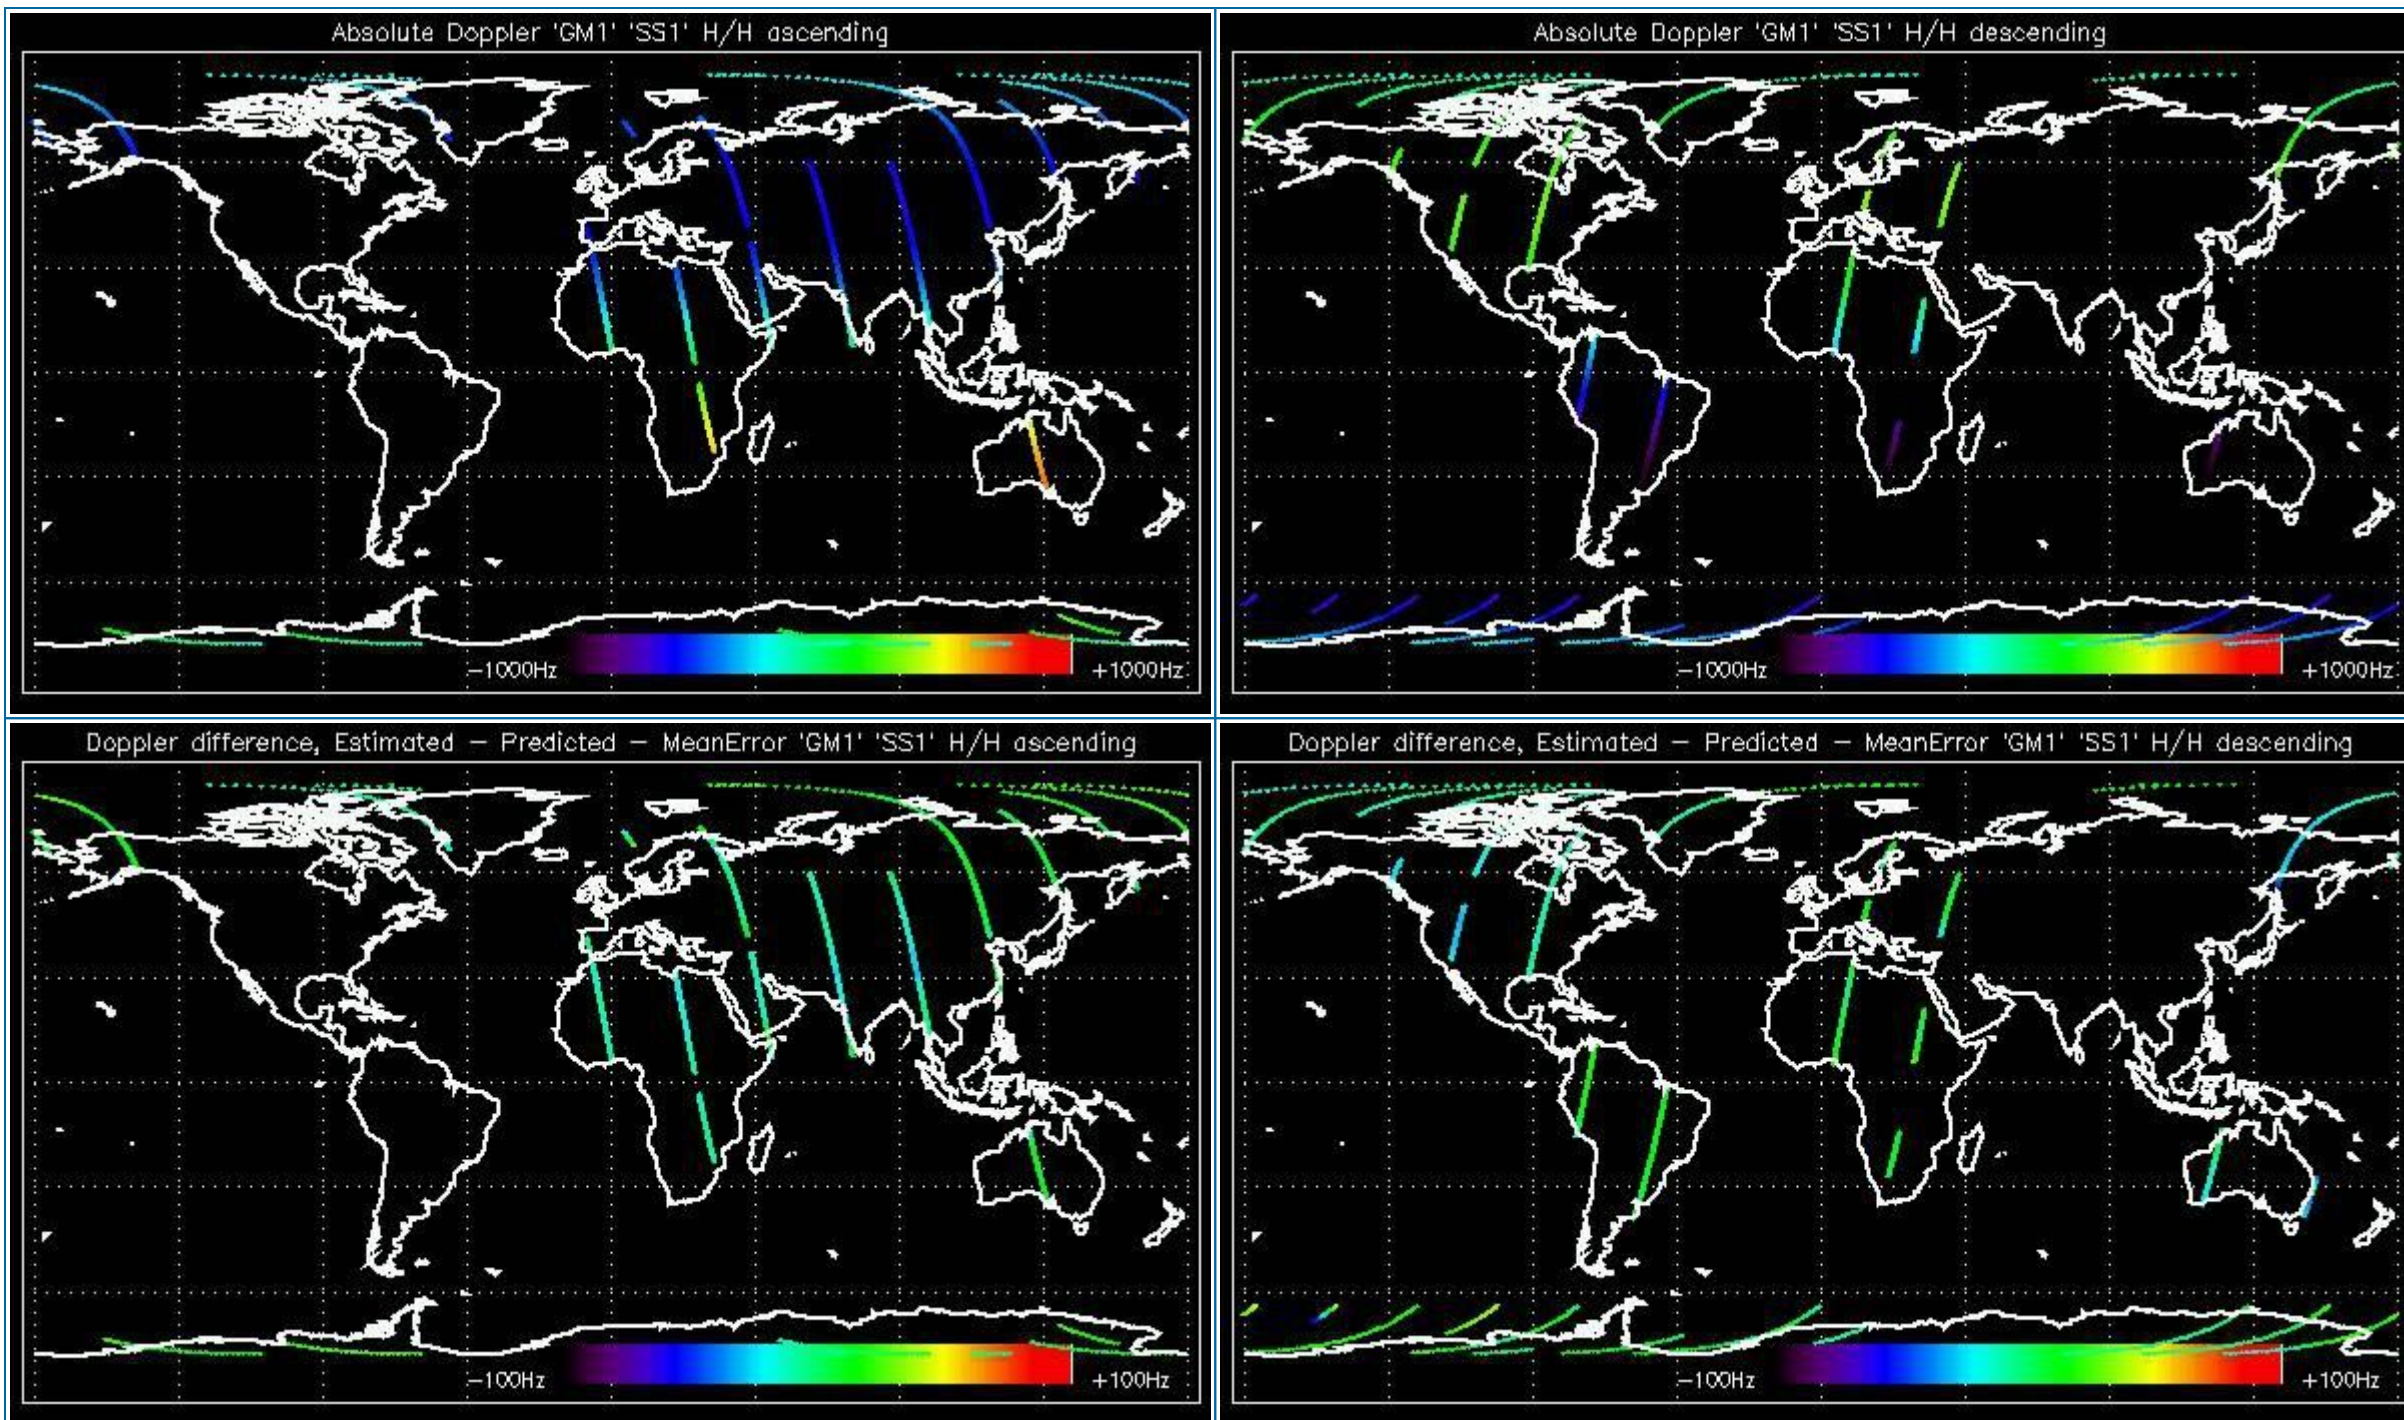 Absolute Doppler 'GM1' 'SS1' H/H ascending
−1000Hz
+1000Hz
Absolute Doppler 'GM1' 'SS1' H/H descending
−1000Hz
+1000Hz
Doppler difference, Estimated − Predicted − MeanError 'GM1' 'SS1' H/H ascending
−100Hz
+100Hz
Doppler difference, Estimated − Predicted − MeanError 'GM1' 'SS1' H/H descending
−100Hz
+100Hz